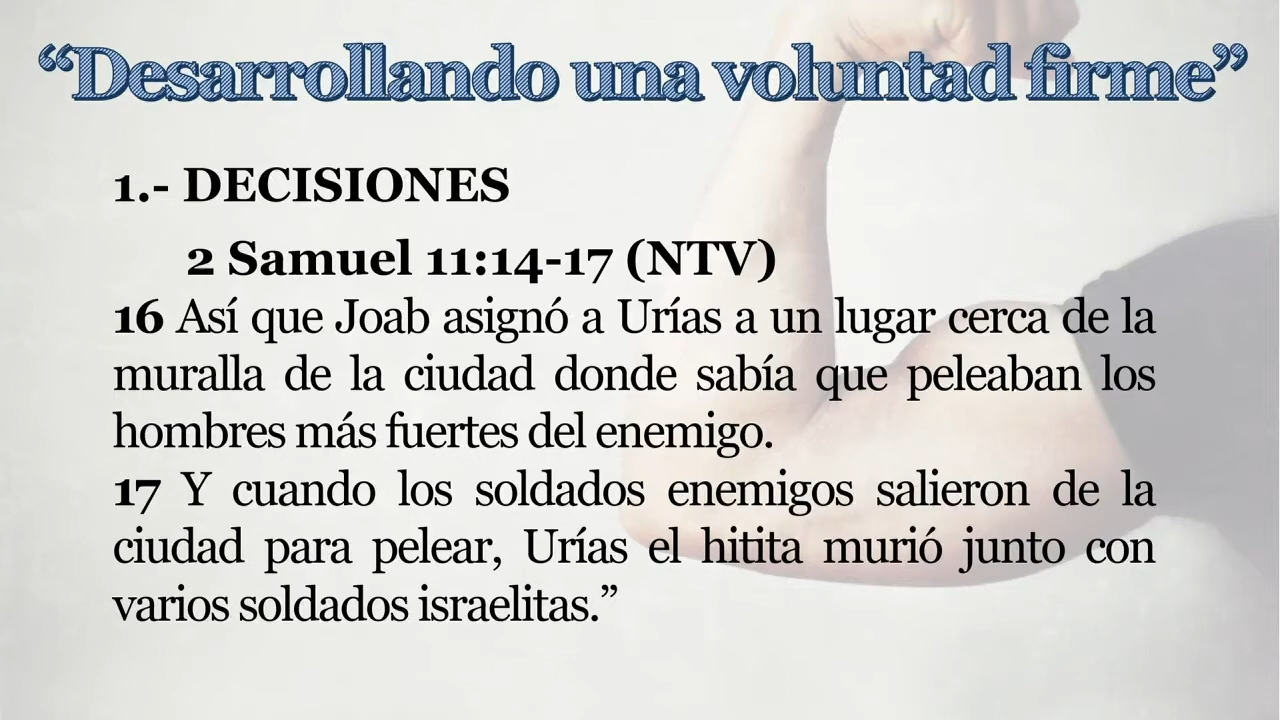 “Desarrollando una voluntad firme”
1.- DECISIONES
2 Samuel 11:14-17 (NTV)
16 Así que Joab asignó a Urías a un lugar cerca de la
muralla de la ciudad donde sabía que peleaban los
hombres más fuertes del enemigo.
17 Y cuando los soldados enemigos salieron de la
ciudad para pelear, Urías el hitita murió junto con
varios soldados israelitas.”